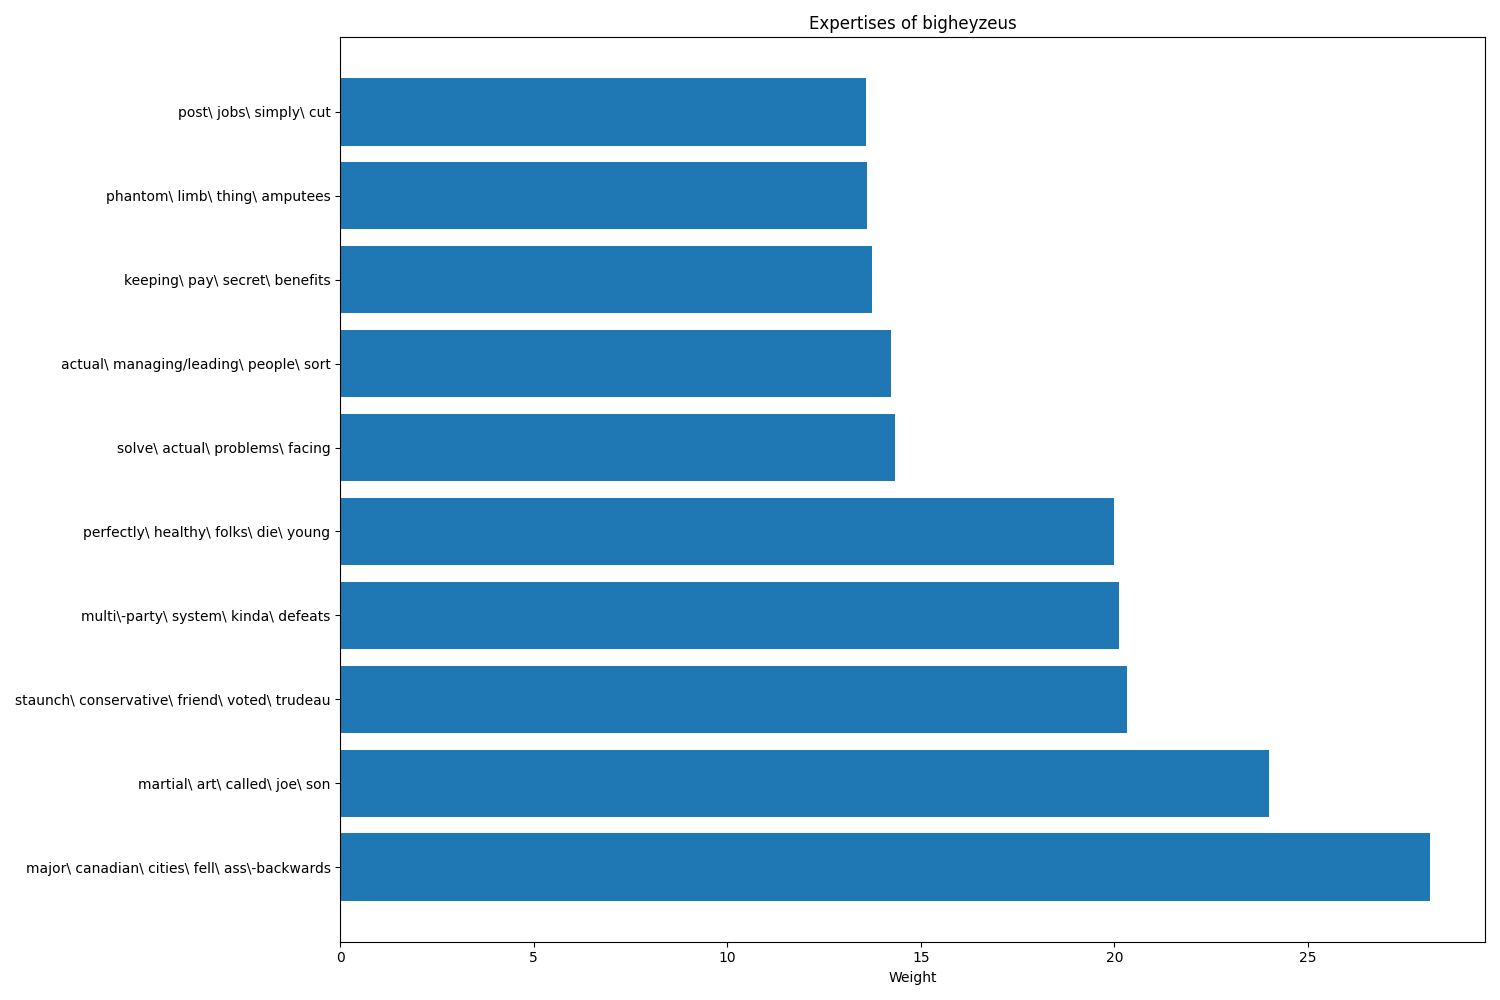 Expertises of bigheyzeus
post\ jobs\ simply\ cut
phantom\ limb\ thing\ amputees
keeping\ pay\ secret\ benefits
actual\ managing/leading\ people\ sort
solve\ actual\ problems\ facing
perfectly\ healthy\ folks\ die\ young
multi\-party\ system\ kinda\ defeats
staunch\ conservative\ friend\ voted\ trudeau
martial\ art\ called\ joe\ son
major\ canadian\ cities\ fell\ ass\-backwards
0 5 10 15 20 25
Weight